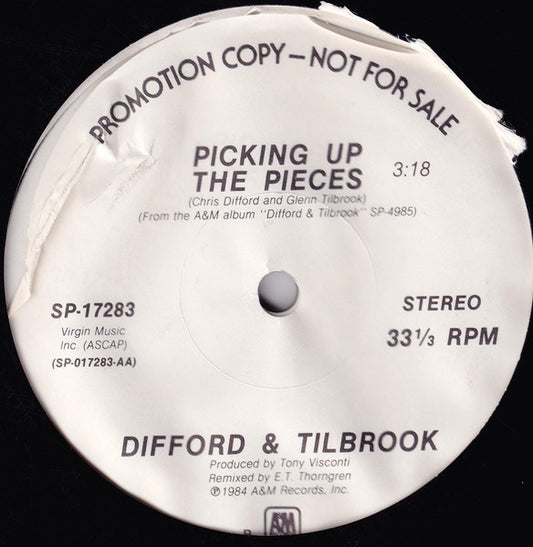 PROMOTION COPY — NOT FOR SALE
PICKING UP
THE PIECES
3:18
(Chris Difford and Glenn Tilbrook)
(From the A&M album "Difford & Tilbrook" SP-4985)
SP-17283
Virgin Music
Inc. (ASCAP)
(SP-017283-AA)
STEREO
33 1/3 RPM
DIFFORD & TILBROOK
Produced by Tony Visconti
Remixed by E.T. Thorngren
℗ 1984 A&M Records, Inc.
B
A&M